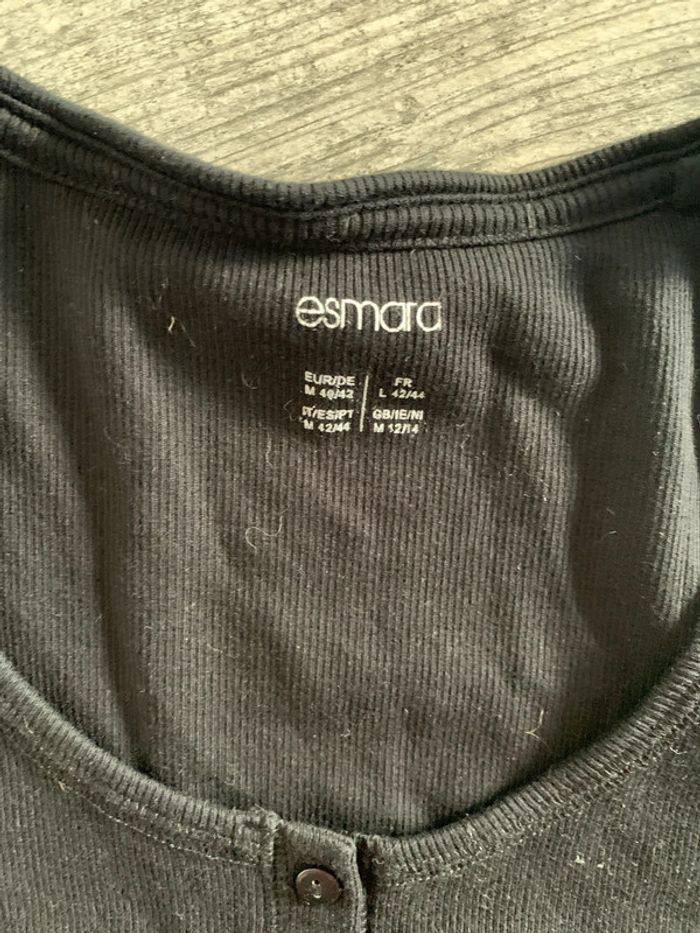 esmara
EUR/DE
M 40/42
FR
L 42/44
IT/ES/PT
M 42/44
GB/IE/NI
M 12/14